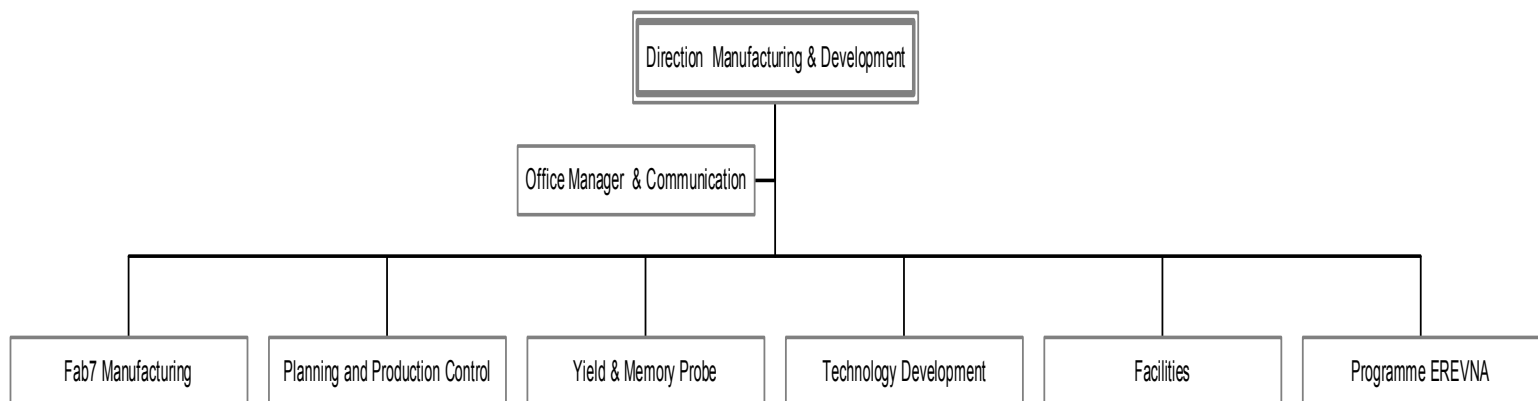 Direction Manufacturing & Development
Office Manager & Communication
Fab7 Manufacturing
Planning and Production Control
Yield & Memory Probe
Technology Development
Facilities
Programme EREVNA